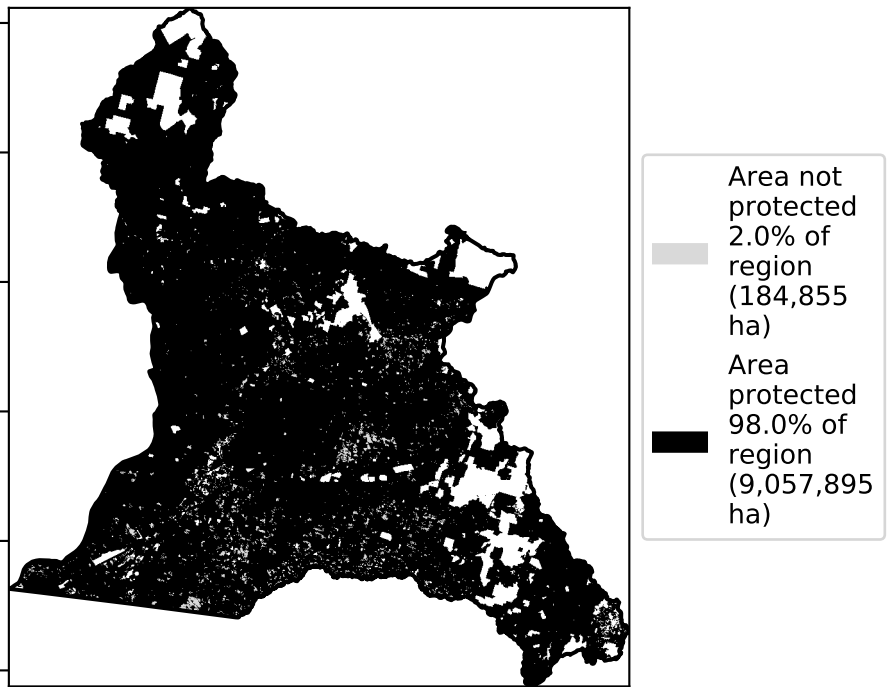 Area not
protected
2.0% of
region
(184,855
ha)
Area
protected
98.0% of
region
(9,057,895
ha)